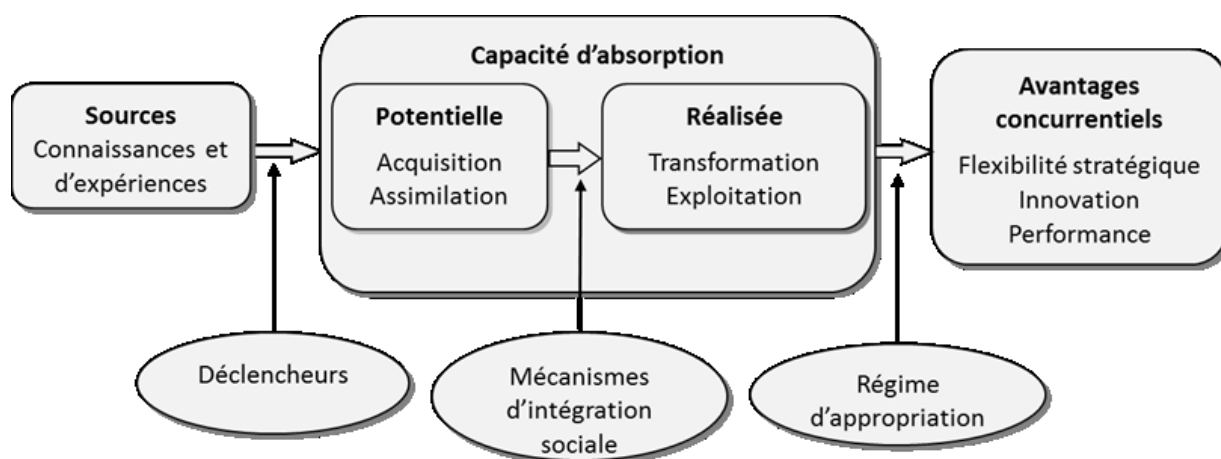 Capacité d’absorption
Sources
Connaissances et
d’expériences
Potentielle
Acquisition
Assimilation
Réalisée
Transformation
Exploitation
Avantages
concurrentiels
Flexibilité stratégique
Innovation
Performance
Déclencheurs
Mécanismes
d’intégration
sociale
Régime
d’appropriation